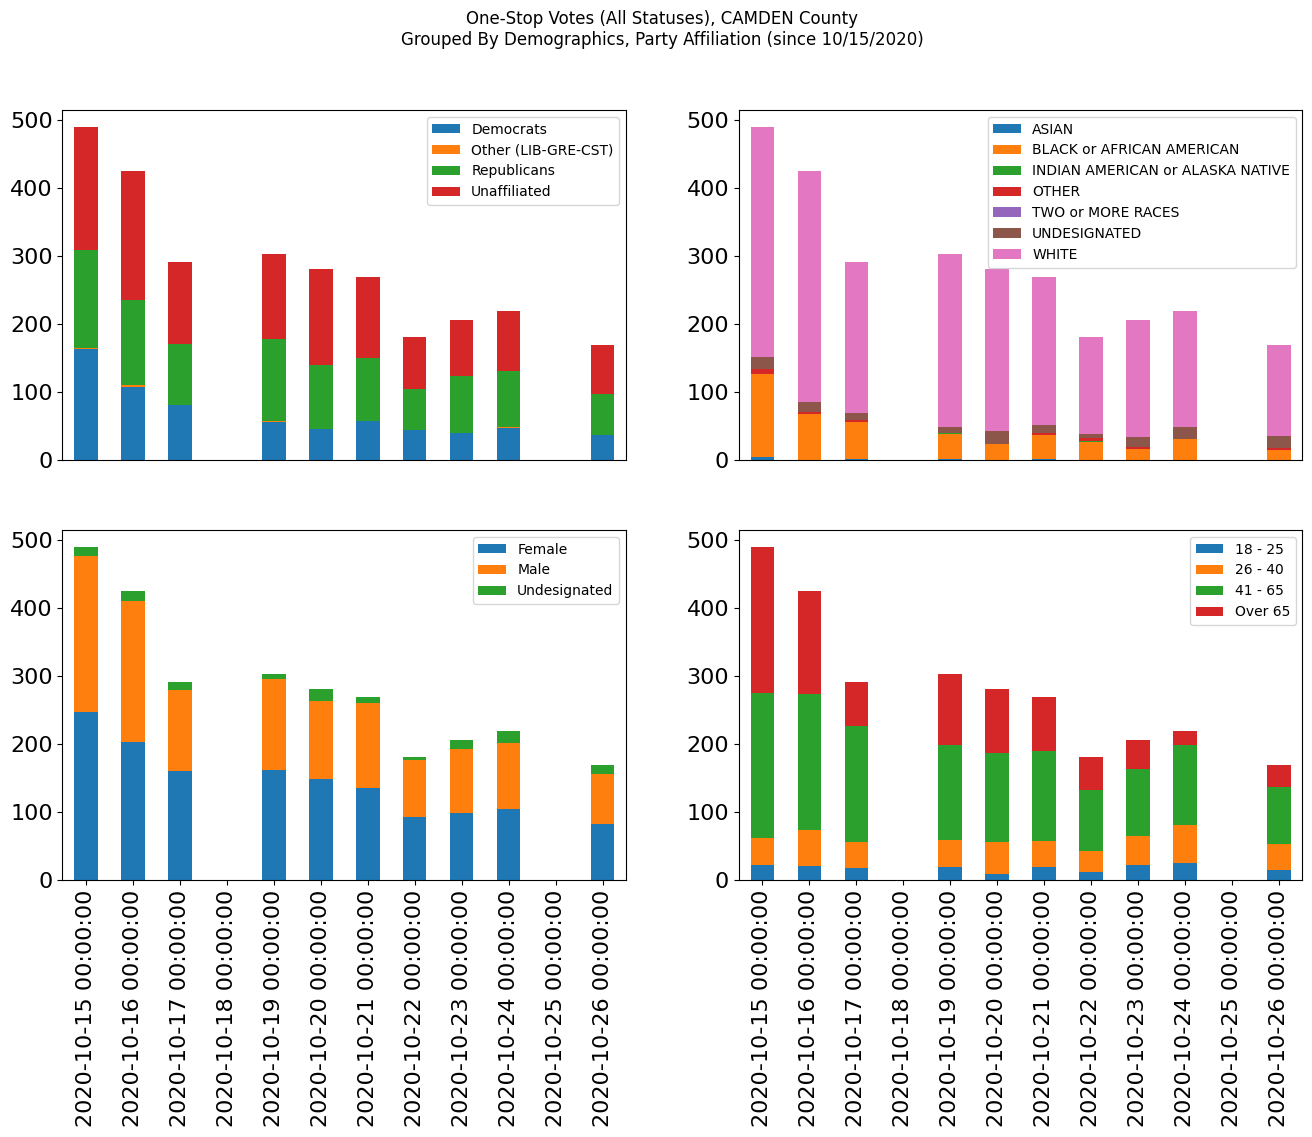 One-Stop Votes (All Statuses), CAMDEN County
Grouped By Demographics, Party Affiliation (since 10/15/2020)
500
400
300
200
100
0
Democrats
Other (LIB-GRE-CST)
Republicans
Unaffiliated
500
400
300
200
100
0
ASIAN
BLACK or AFRICAN AMERICAN
INDIAN AMERICAN or ALASKA NATIVE
OTHER
TWO or MORE RACES
UNDESIGNATED
WHITE
500
400
300
200
100
0
Female
Male
Undesignated
2020-10-15 00:00:00
2020-10-16 00:00:00
2020-10-17 00:00:00
2020-10-18 00:00:00
2020-10-19 00:00:00
2020-10-20 00:00:00
2020-10-21 00:00:00
2020-10-22 00:00:00
2020-10-23 00:00:00
2020-10-24 00:00:00
2020-10-25 00:00:00
2020-10-26 00:00:00
500
400
300
200
100
0
18 - 25
26 - 40
41 - 65
Over 65
2020-10-15 00:00:00
2020-10-16 00:00:00
2020-10-17 00:00:00
2020-10-18 00:00:00
2020-10-19 00:00:00
2020-10-20 00:00:00
2020-10-21 00:00:00
2020-10-22 00:00:00
2020-10-23 00:00:00
2020-10-24 00:00:00
2020-10-25 00:00:00
2020-10-26 00:00:00